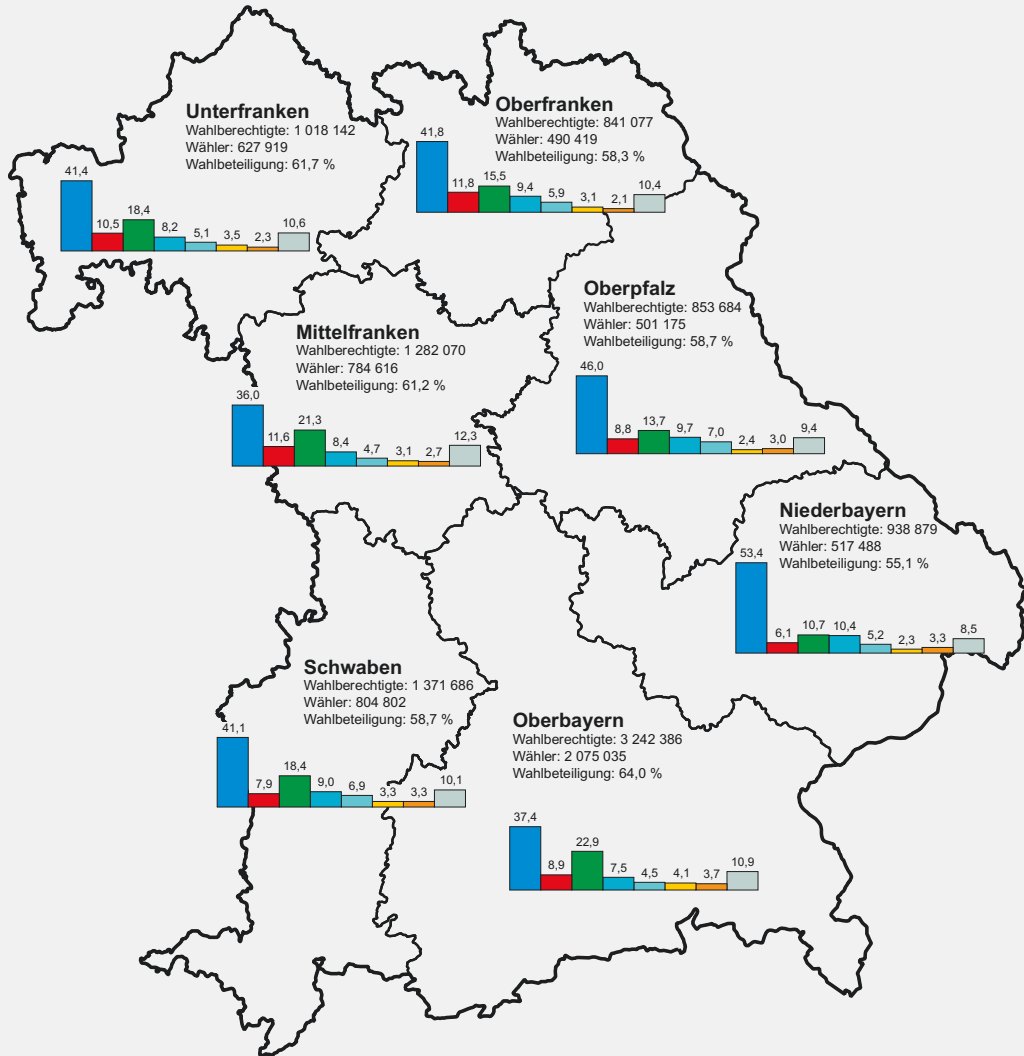 Unterfranken
Wahlberechtigte: 1 018 142
Wähler: 627 919
Wahlbeteiligung: 61,7 %
41,4
10,5
18,4
8,2
5,1
3,5
2,3
10,6
Oberfranken
Wahlberechtigte: 841 077
Wähler: 490 419
Wahlbeteiligung: 58,3 %
41,8
11,8
15,5
9,4
5,9
3,1
2,1
10,4
Mittelfranken
Wahlberechtigte: 1 282 070
Wähler: 784 616
Wahlbeteiligung: 61,2 %
36,0
11,6
21,3
8,4
4,7
3,1
2,7
12,3
Oberpfalz
Wahlberechtigte: 853 684
Wähler: 501 175
Wahlbeteiligung: 58,7 %
46,0
8,8
13,7
9,7
7,0
2,4
3,0
9,4
Niederbayern
Wahlberechtigte: 938 879
Wähler: 517 488
Wahlbeteiligung: 55,1 %
53,4
6,1
10,7
10,4
5,2
2,3
3,3
8,5
Schwaben
Wahlberechtigte: 1 371 686
Wähler: 804 802
Wahlbeteiligung: 58,7 %
41,1
7,9
18,4
9,0
6,9
3,3
3,3
10,1
Oberbayern
Wahlberechtigte: 3 242 386
Wähler: 2 075 035
Wahlbeteiligung: 64,0 %
37,4
8,9
22,9
7,5
4,5
4,1
3,7
10,9